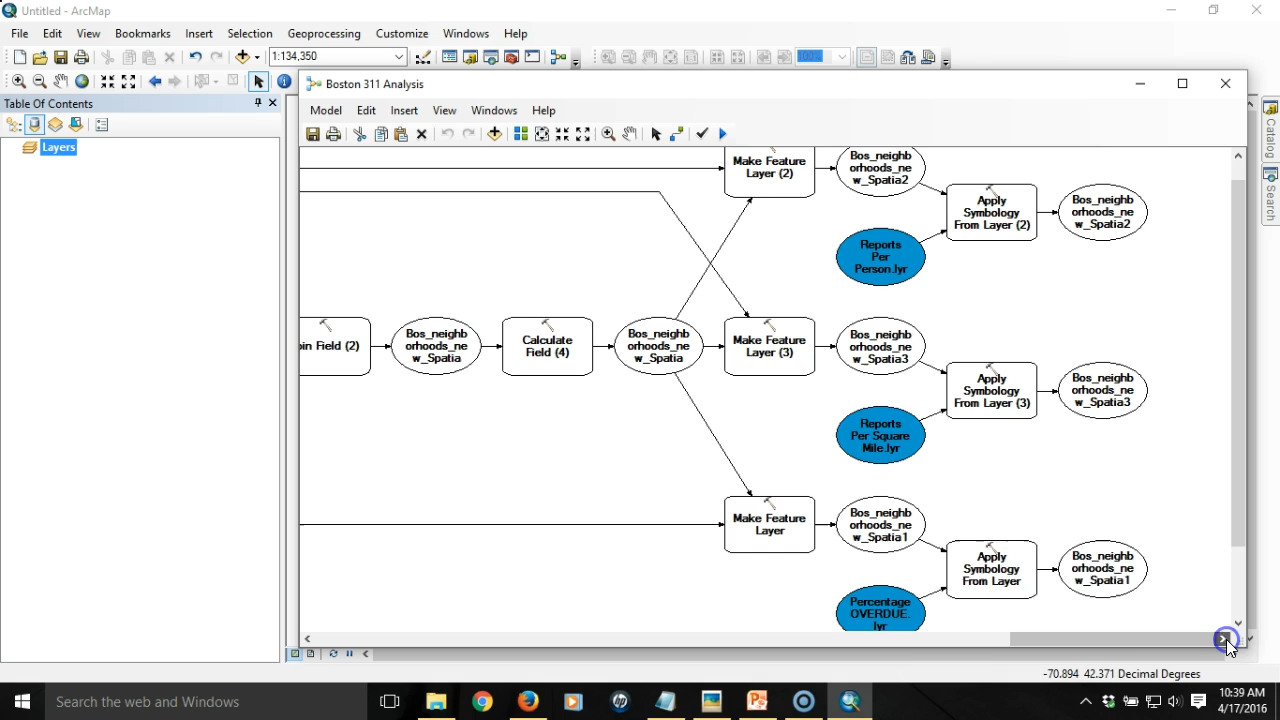 Untitled - ArcMap
File Edit View Bookmarks Insert Selection Geoprocessing Customize Windows Help
1:134,350
100%
Table Of Contents
Layers
Boston 311 Analysis
Model Edit Insert View Windows Help
Make Feature
Layer (2)
Bos_neighb
orhoods_ne
w_Spatia2
Apply
Symbology
From Layer (2)
Bos_neighb
orhoods_ne
w_Spatia2
Reports
Per
Person.lyr
oin Field (2)
Bos_neighb
orhoods_ne
w_Spatia
Calculate
Field (4)
Bos_neighb
orhoods_ne
w_Spatia
Make Feature
Layer (3)
Bos_neighb
orhoods_ne
w_Spatia3
Apply
Symbology
From Layer (3)
Bos_neighb
orhoods_ne
w_Spatia3
Reports
Per Square
Mile.lyr
Make Feature
Layer
Bos_neighb
orhoods_ne
w_Spatia1
Apply
Symbology
From Layer
Bos_neighb
orhoods_ne
w_Spatia1
Percentage
OVERDUE.
lyr
Catalog
Search
-70.894 42.371 Decimal Degrees
Search the web and Windows
10:39 AM
4/17/2016